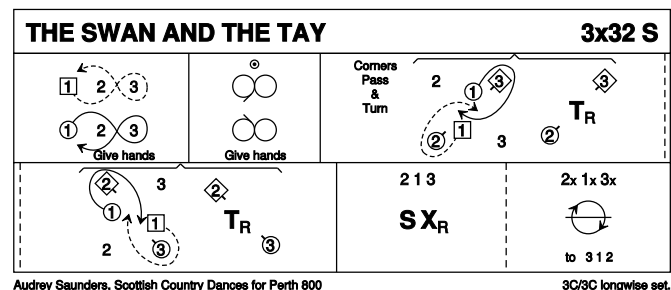 THE SWAN AND THE TAY 3x32 S
1 2 3
1 2 3
Give hands
Give hands
Corners
Pass
&
Turn
2 1 3 3
1 TR
2 3 2
2 3 2
1 1 TR
2 3 3
2 1 3
S XR
2x 1x 3x
to 3 1 2
Audrey Saunders, Scottish Country Dances for Perth 800 3C/3C longwise set.